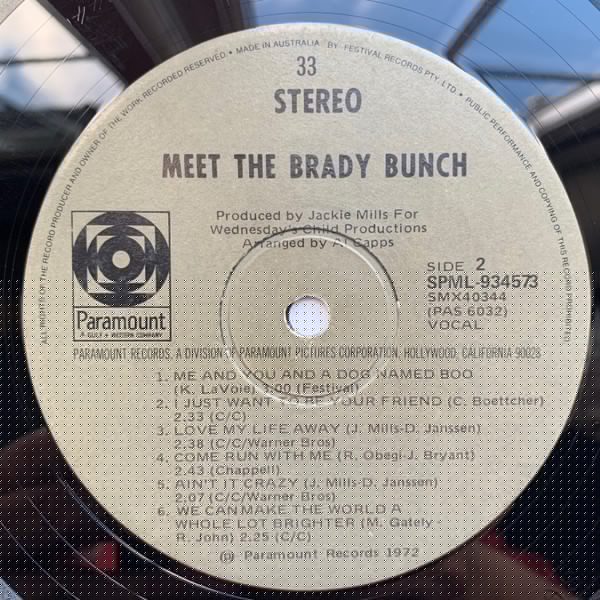 ALL RIGHTS OF THE RECORD PRODUCER AND OWNER OF THE WORK RECORDED RESERVED • MADE IN AUSTRALIA BY FESTIVAL RECORDS PTY. LTD. • PUBLIC PERFORMANCE AND COPYING OF THIS RECORD PROHIBITED
33
STEREO
MEET THE BRADY BUNCH
Produced by Jackie Mills For
Wednesday's Child Productions
Arranged by Al Capps
SIDE 2
SPML-934573
SMX40344
(PAS 6032)
VOCAL
Paramount
A GULF + WESTERN COMPANY
PARAMOUNT RECORDS, A DIVISION OF PARAMOUNT PICTURES CORPORATION, HOLLYWOOD, CALIFORNIA-90028
1. ME AND YOU AND A DOG NAMED BOO
(K. LaVoie) 3.00 (Festival)
2. I JUST WANT TO BE YOUR FRIEND (C. Boettcher)
2.33 (C/C)
3. LOVE MY LIFE AWAY (J. Mills-D. Janssen)
2.38 (C/C/Warner Bros)
4. COME RUN WITH ME (R. Obegi-J. Bryant)
2.43 (Chappell)
5. AIN'T IT CRAZY (J. Mills-D. Janssen)
2.07 (C/C/Warner Bros)
6. WE CAN MAKE THE WORLD A
WHOLE LOT BRIGHTER (M. Gately -
R. John) 2.25 (C/C)
℗ Paramount Records 1972